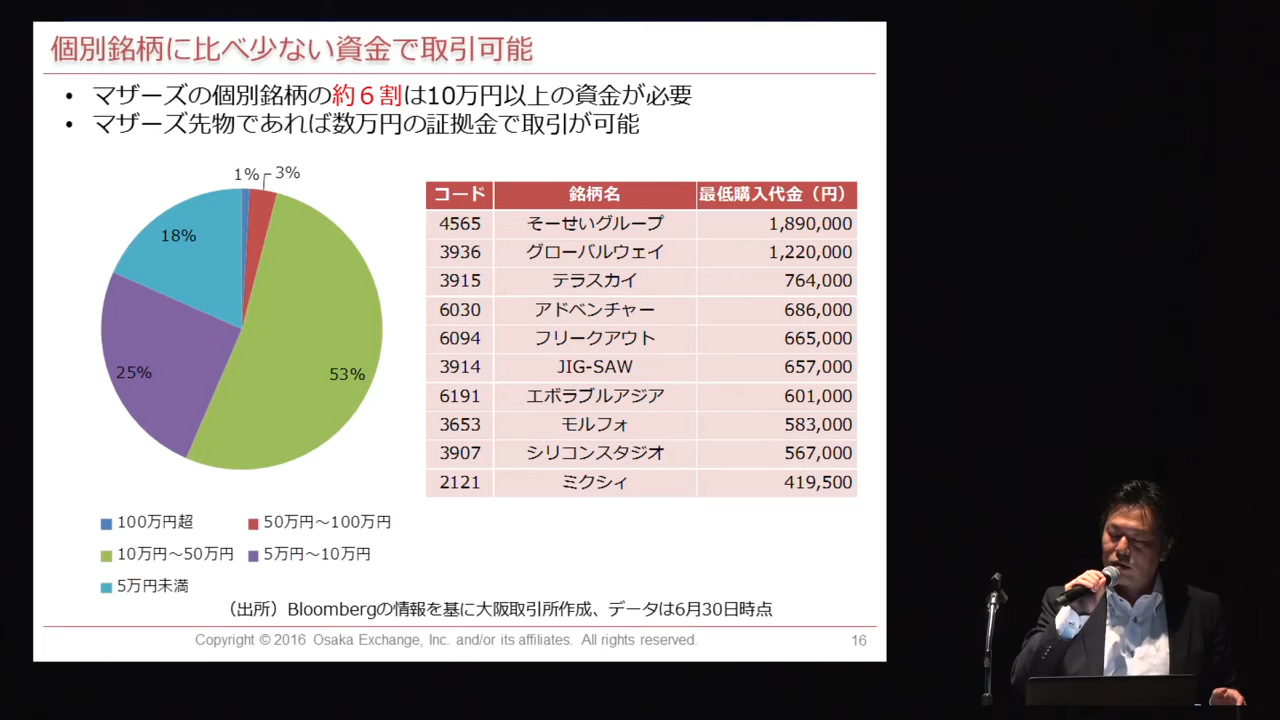 個別銘柄に比べ少ない資金で取引可能
• マザーズの個別銘柄の約６割は10万円以上の資金が必要
• マザーズ先物であれば数万円の証拠金で取引が可能
1% 3%
18%
25%
53%
100万円超 50万円～100万円
10万円～50万円 5万円～10万円
5万円未満
コード 銘柄名 最低購入代金（円）
4565 そーせいグループ 1,890,000
3936 グローバルウェイ 1,220,000
3915 テラスカイ 764,000
6030 アドベンチャー 686,000
6094 フリークアウト 665,000
3914 JIG-SAW 657,000
6191 エボラブルアジア 601,000
3653 モルフォ 583,000
3907 シリコンスタジオ 567,000
2121 ミクシィ 419,500
（出所）Bloombergの情報を基に大阪取引所作成、データは6月30日時点
Copyright © 2016 Osaka Exchange, Inc. and/or its affiliates. All rights reserved. 16